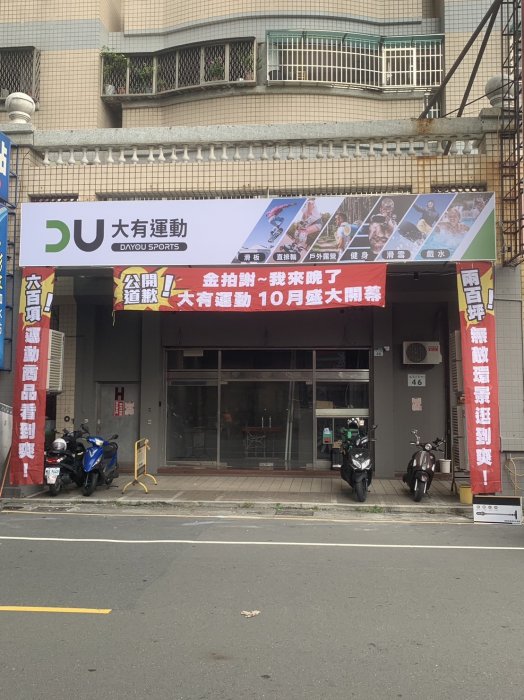 DU 大有運動
DAYOU SPORTS
滑板 直排輪 戶外露營 健身 滑雪 戲水
公開道歉！
金拍謝~我來晚了
大有運動 10月盛大開幕
六百坪 運動商品看到爽！
兩百坪 無敵環景逛到爽！
46